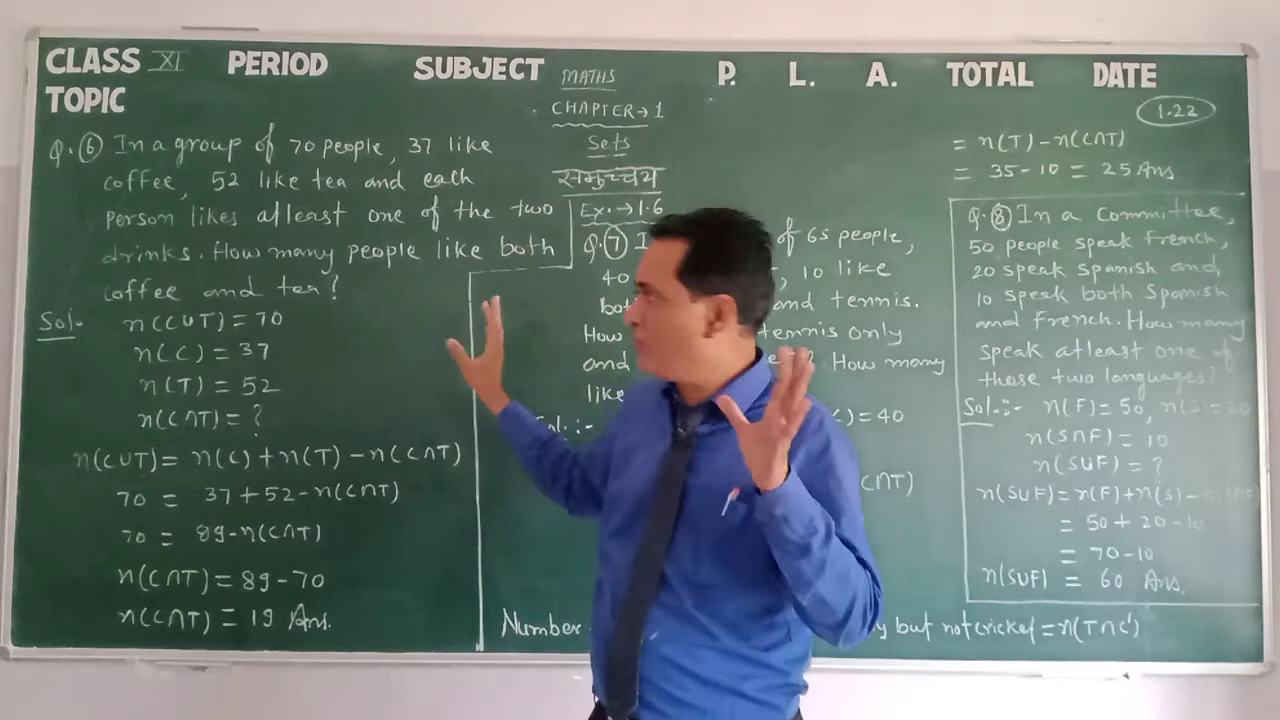 CLASS XI PERIOD SUBJECT MATHS P. L. A. TOTAL DATE
TOPIC
CHAPTER→1
Sets
समुच्चय
Ex.→1.6
1.22
Q.6 In a group of 70 people, 37 like
coffee, 52 like tea and each
person likes atleast one of the two
drinks. How many people like both
coffee and tea?
Sol.
n(C∪T)=70
n(C)=37
n(T)=52
n(C∩T)=?
n(C∪T)= n(C)+n(T)-n(C∩T)
70 = 37+52-n(C∩T)
70 = 89-n(C∩T)
n(C∩T)=89-70
n(C∩T)=19 Ans.
Q.7 of 65 people,
40 , 10 like
and tennis.
How tennis only
and ? How many
like
Sol.:- )=40
C∩T)
Number but not cricket=n(T∩C')
= n(T)-n(C∩T)
= 35-10 = 25 Ans
Q.8 In a Committee,
50 people speak French,
20 speak Spanish and
10 speak both Spanish
and French. How many
speak atleast one of
these two languages?
Sol.:- n(F)=50, n(S)=20
n(S∩F)=10
n(S∪F)=?
n(S∪F)=n(F)+n(S)-
= 50+20-10
= 70-10
n(S∪F) = 60 Ans.